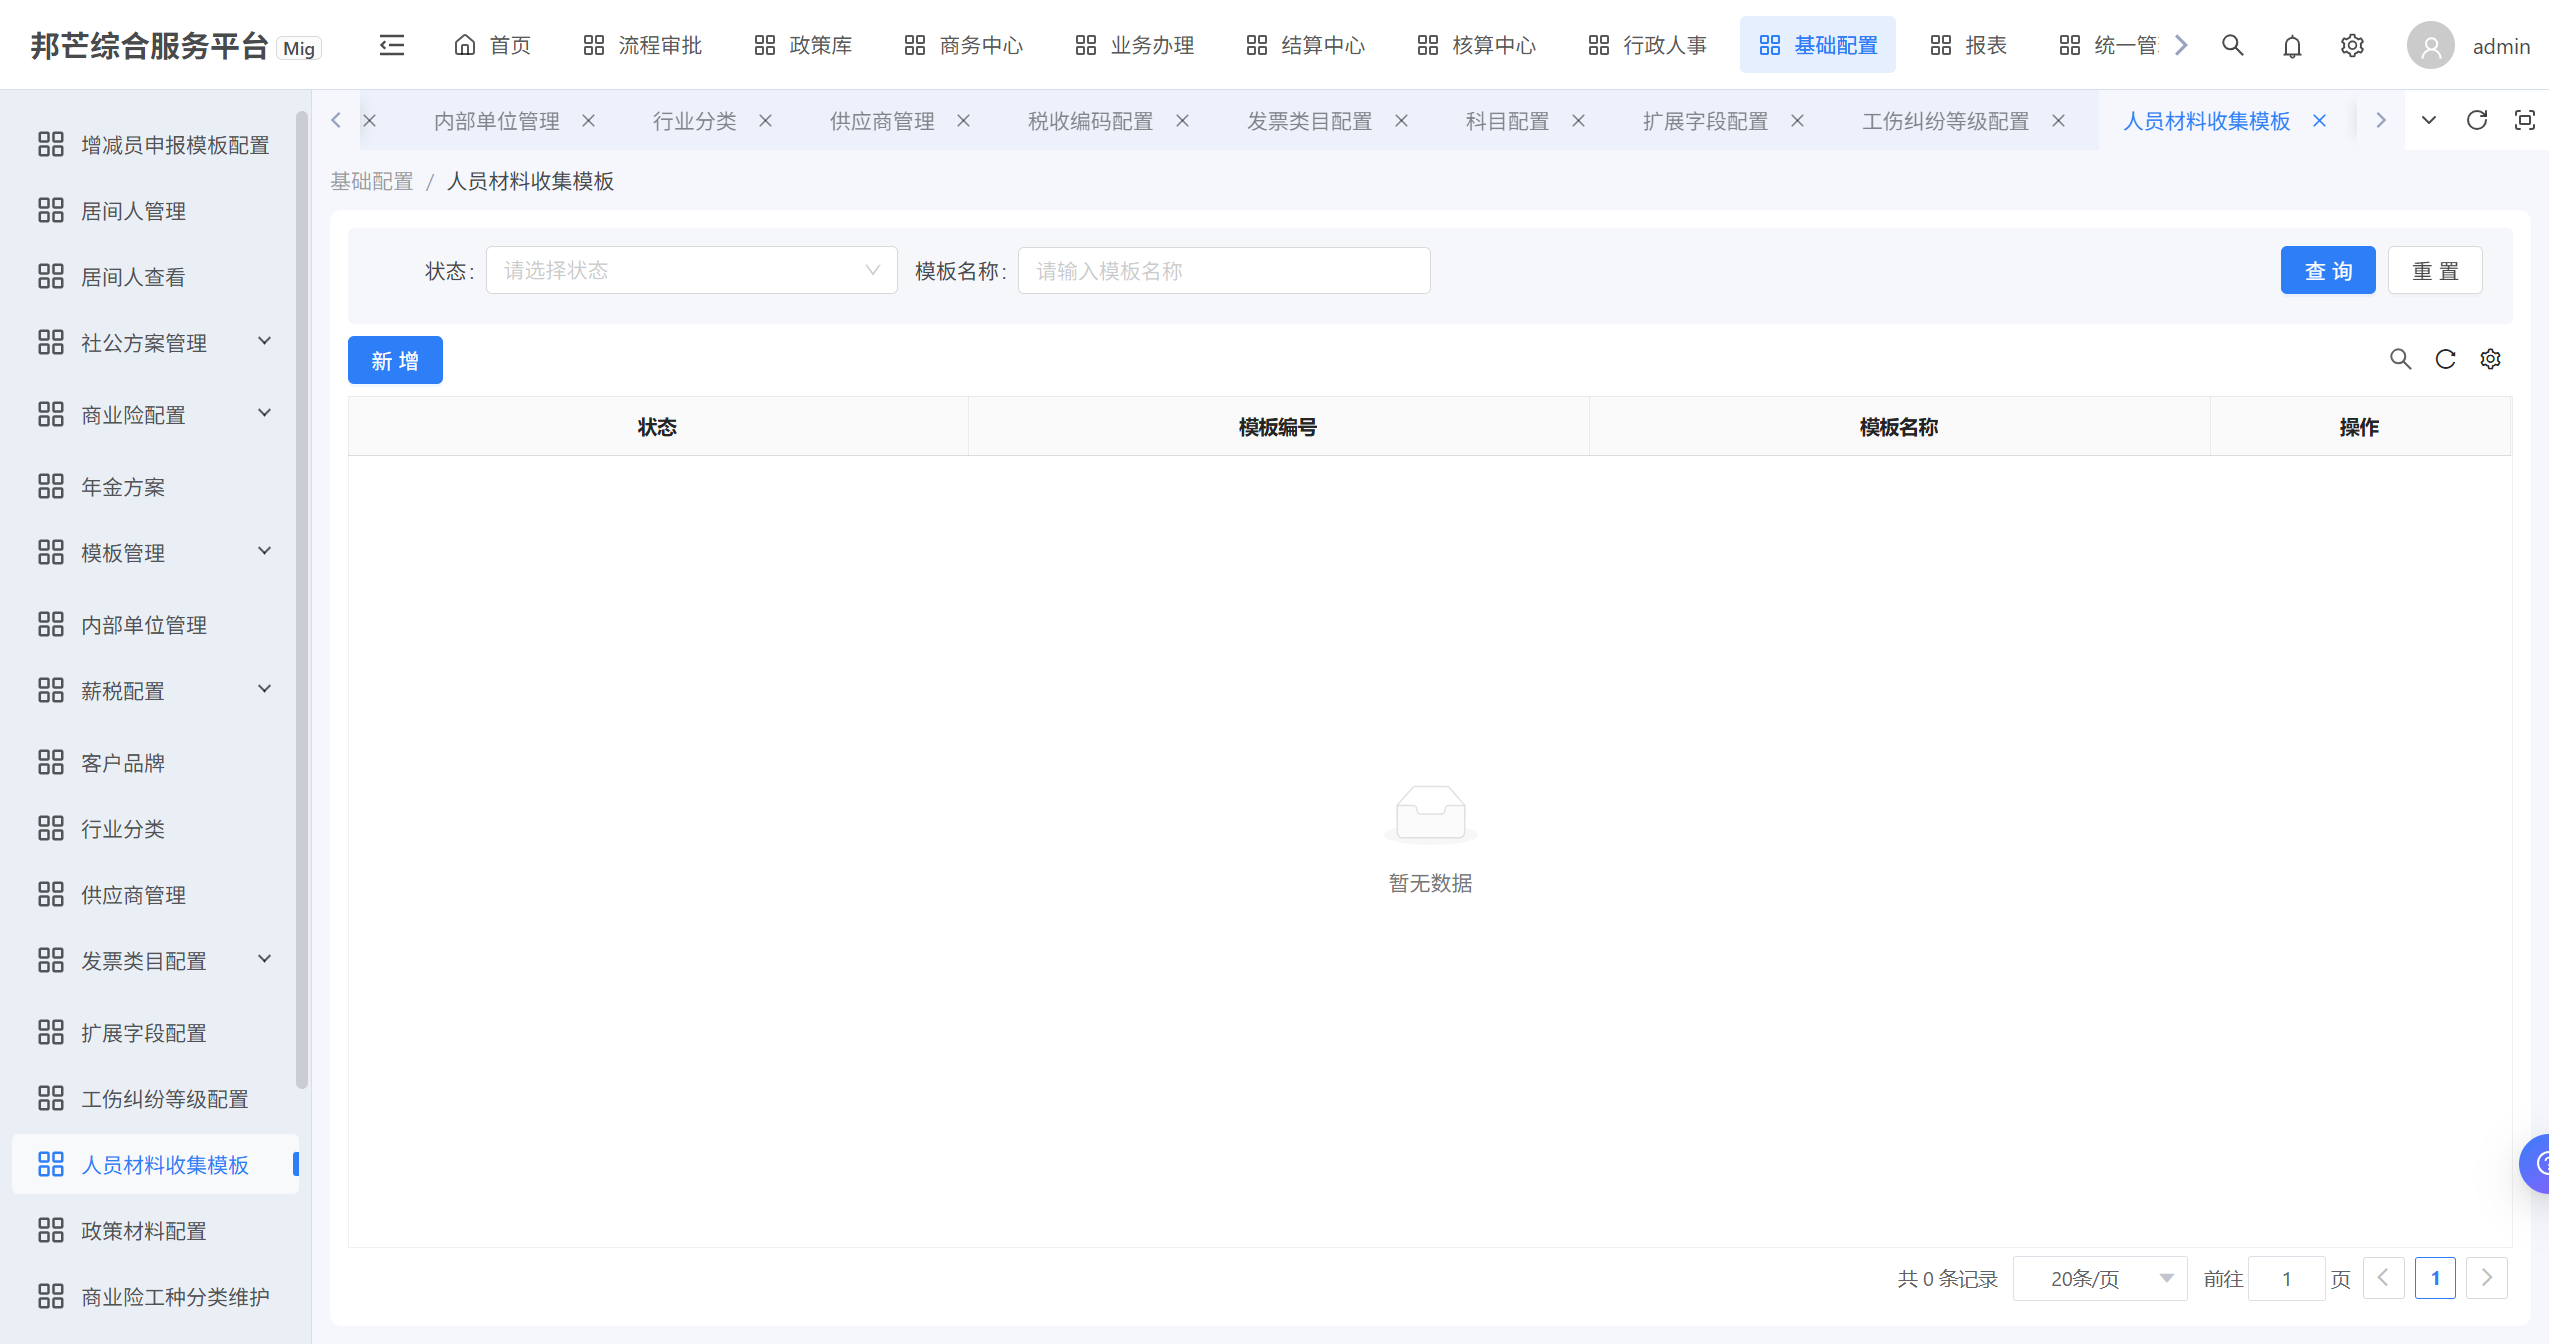 邦芒综合服务平台 Mig
首页 流程审批 政策库 商务中心 业务办理 结算中心 核算中心 行政人事 基础配置 报表 统一管
admin
内部单位管理 行业分类 供应商管理 税收编码配置 发票类目配置 科目配置 扩展字段配置 工伤纠纷等级配置 人员材料收集模板
基础配置 / 人员材料收集模板
增减员申报模板配置
居间人管理
居间人查看
社公方案管理
商业险配置
年金方案
模板管理
内部单位管理
薪税配置
客户品牌
行业分类
供应商管理
发票类目配置
扩展字段配置
工伤纠纷等级配置
人员材料收集模板
政策材料配置
商业险工种分类维护
状态: 请选择状态 模板名称: 请输入模板名称 查 询 重 置
新 增
状态 模板编号 模板名称 操作
暂无数据
共 0 条记录 20条/页 前往 1 页 1